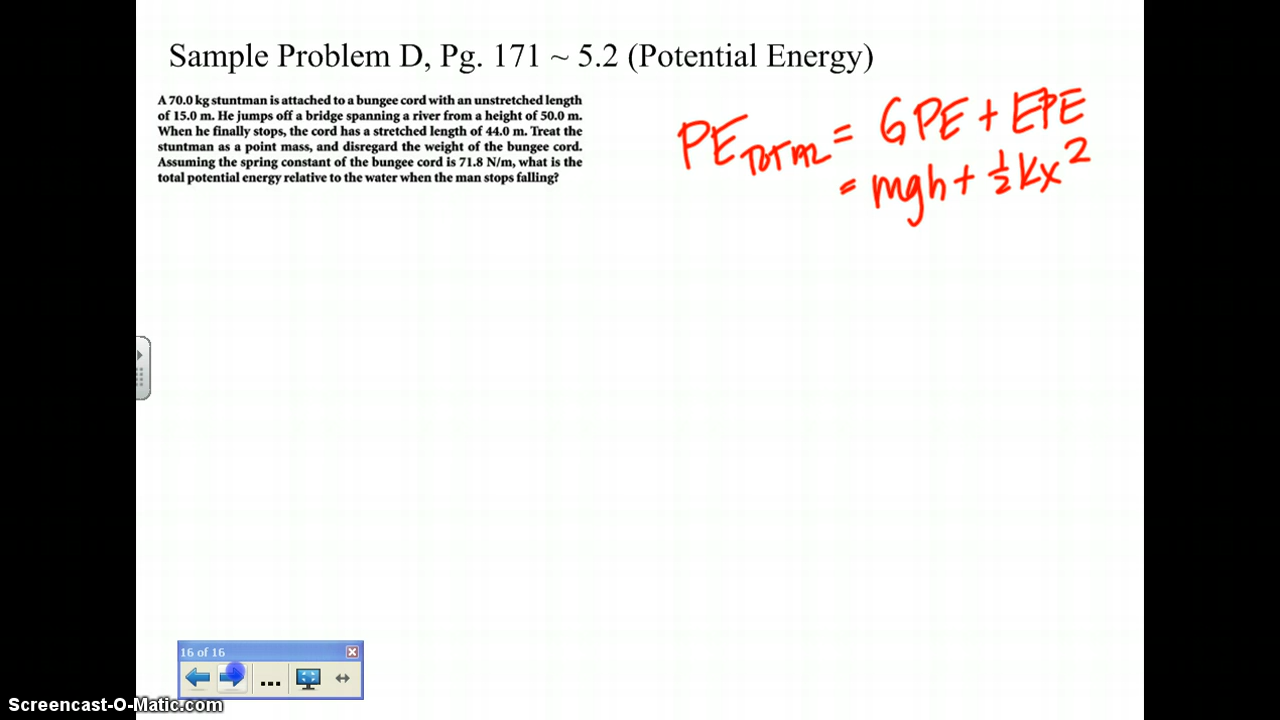 Sample Problem D, Pg. 171 ~ 5.2 (Potential Energy)
A 70.0 kg stuntman is attached to a bungee cord with an unstretched length
of 15.0 m. He jumps off a bridge spanning a river from a height of 50.0 m.
When he finally stops, the cord has a stretched length of 44.0 m. Treat the
stuntman as a point mass, and disregard the weight of the bungee cord.
Assuming the spring constant of the bungee cord is 71.8 N/m, what is the
total potential energy relative to the water when the man stops falling?
PE TOTAL = GPE + EPE
= mgh + ½kx²
16 of 16
...
Screencast-O-Matic.com